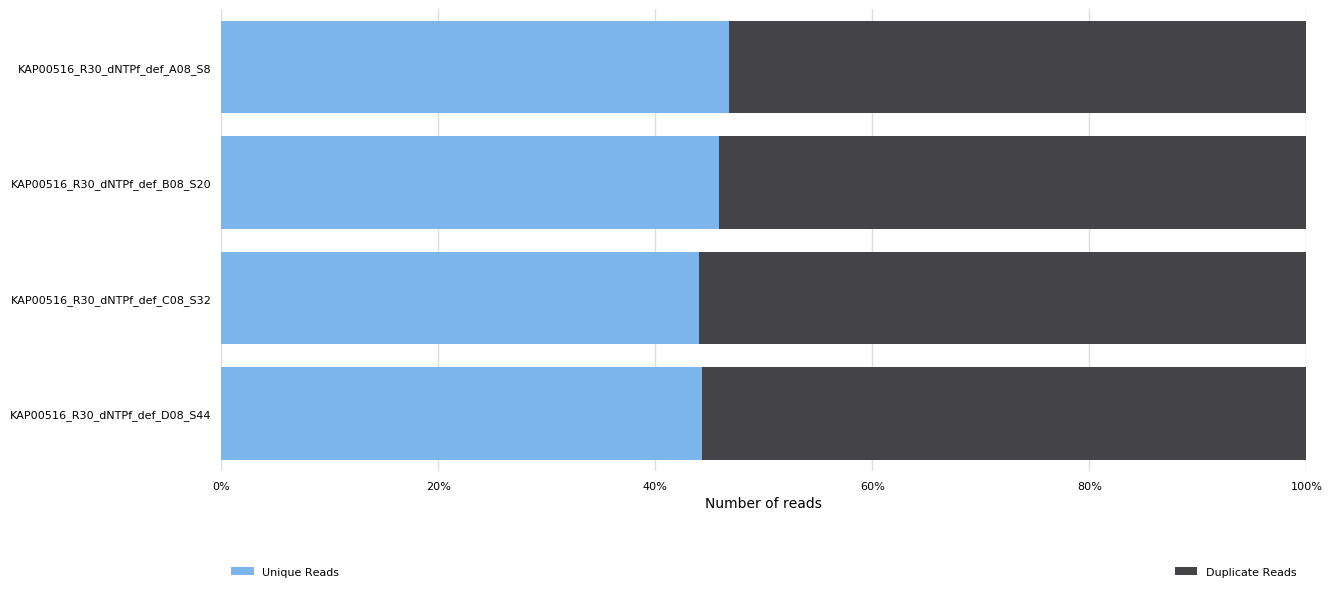 KAP00516_R30_dNTPf_def_A08_S8
KAP00516_R30_dNTPf_def_B08_S20
KAP00516_R30_dNTPf_def_C08_S32
KAP00516_R30_dNTPf_def_D08_S44
0% 20% 40% 60% 80% 100%
Number of reads
Unique Reads Duplicate Reads